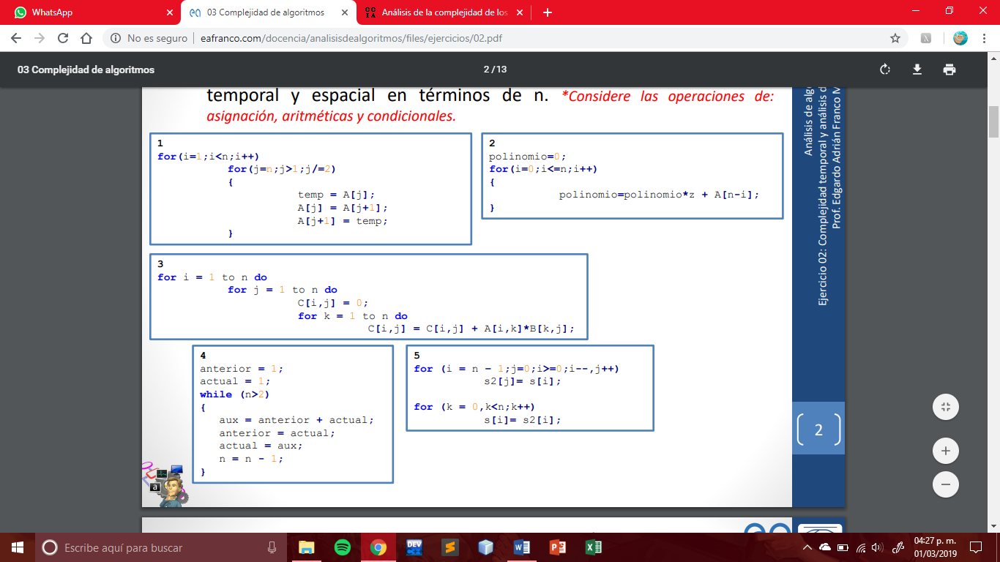 WhatsApp
03 Complejidad de algoritmos
Análisis de la complejidad de los
No es seguro
eafranco.com/docencia/analisisdealgoritmos/files/ejercicios/02.pdf
03 Complejidad de algoritmos
2 / 13
temporal y espacial en términos de n. *Considere las operaciones de:
asignación, aritméticas y condicionales.
1
for(i=1;i<n;i++)
for(j=n;j>1;j/=2)
{
temp = A[j];
A[j] = A[j+1];
A[j+1] = temp;
}
2
polinomio=0;
for(i=0;i<=n;i++)
{
polinomio=polinomio*z + A[n-i];
}
3
for i = 1 to n do
for j = 1 to n do
C[i,j] = 0;
for k = 1 to n do
C[i,j] = C[i,j] + A[i,k]*B[k,j];
4
anterior = 1;
actual = 1;
while (n>2)
{
aux = anterior + actual;
anterior = actual;
actual = aux;
n = n - 1;
}
5
for (i = n - 1;j=0;i>=0;i--,j++)
s2[j]= s[i];
for (k = 0,k<n;k++)
s[i]= s2[i];
Análisis de algo
Ejercicio 02: Complejidad temporal y análisis d
Prof. Edgardo Adrián Franco M
2
a
Escribe aquí para buscar
DEV
04:27 p. m.
01/03/2019